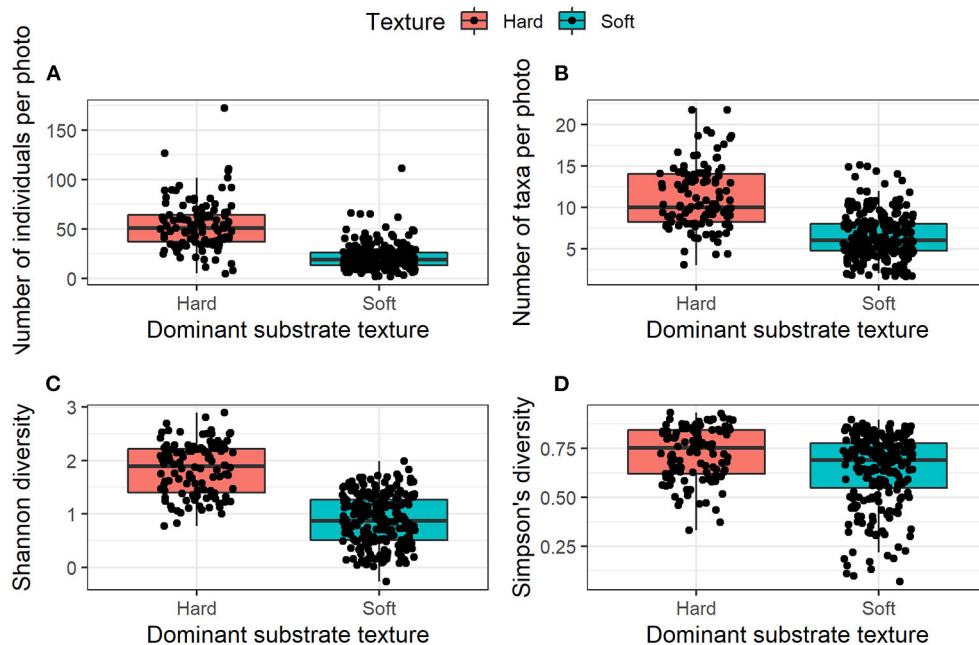 Texture Hard Soft
A
Number of individuals per photo
150
100
50
0
Hard Soft
Dominant substrate texture
B
Number of taxa per photo
20
15
10
5
Hard Soft
Dominant substrate texture
C
Shannon diversity
3
2
1
0
Hard Soft
Dominant substrate texture
D
Simpson's diversity
0.75
0.50
0.25
Hard Soft
Dominant substrate texture